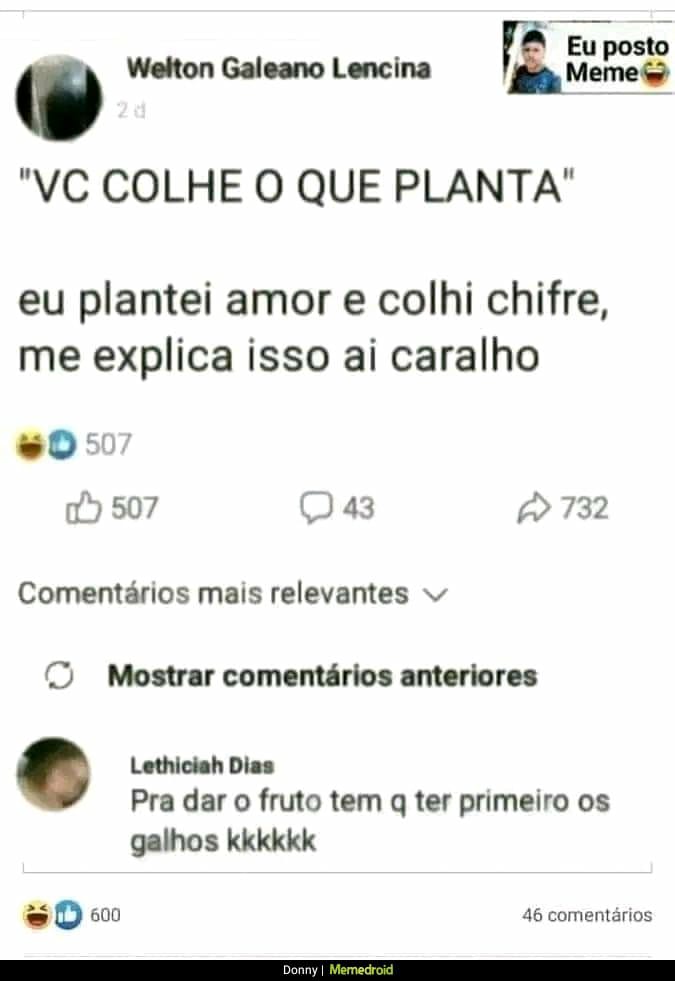 Welton Galeano Lencina
2 d
Eu posto
Meme
"VC COLHE O QUE PLANTA"
eu plantei amor e colhi chifre,
me explica isso ai caralho
507
507
43
732
Comentários mais relevantes
Mostrar comentários anteriores
Lethiciah Dias
Pra dar o fruto tem q ter primeiro os
galhos kkkkkk
600
46 comentários
Donny | Memedroid